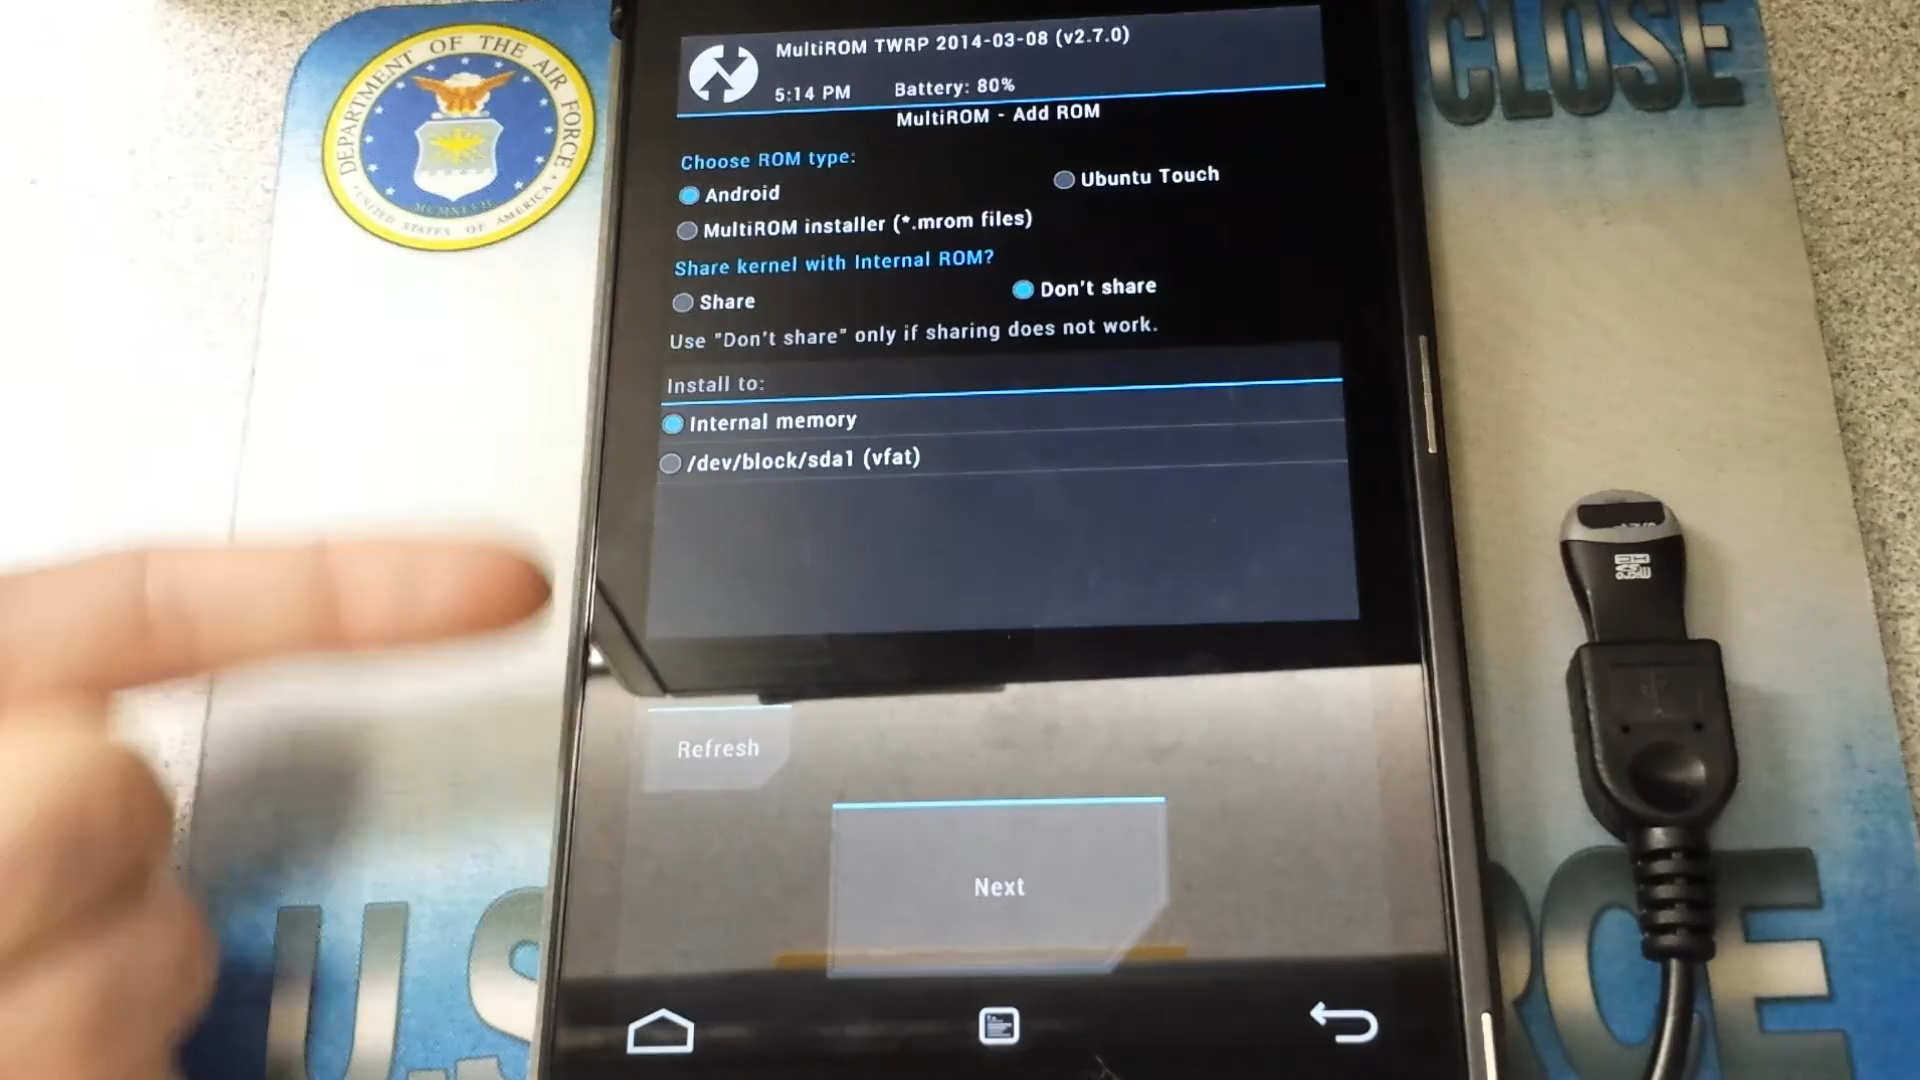 DEPARTMENT OF THE AIR FORCE
MCMXLVII
UNITED STATES OF AMERICA
MultiROM TWRP 2014-03-08 (v2.7.0)
5:14 PM Battery: 80%
MultiROM - Add ROM
Choose ROM type:
Android
Ubuntu Touch
MultiROM installer (*.mrom files)
Share kernel with Internal ROM?
Share
Don't share
Use "Don't share" only if sharing does not work.
Install to:
Internal memory
/dev/block/sda1 (vfat)
Refresh
Next
CLOSE
micro
U.S
RCE